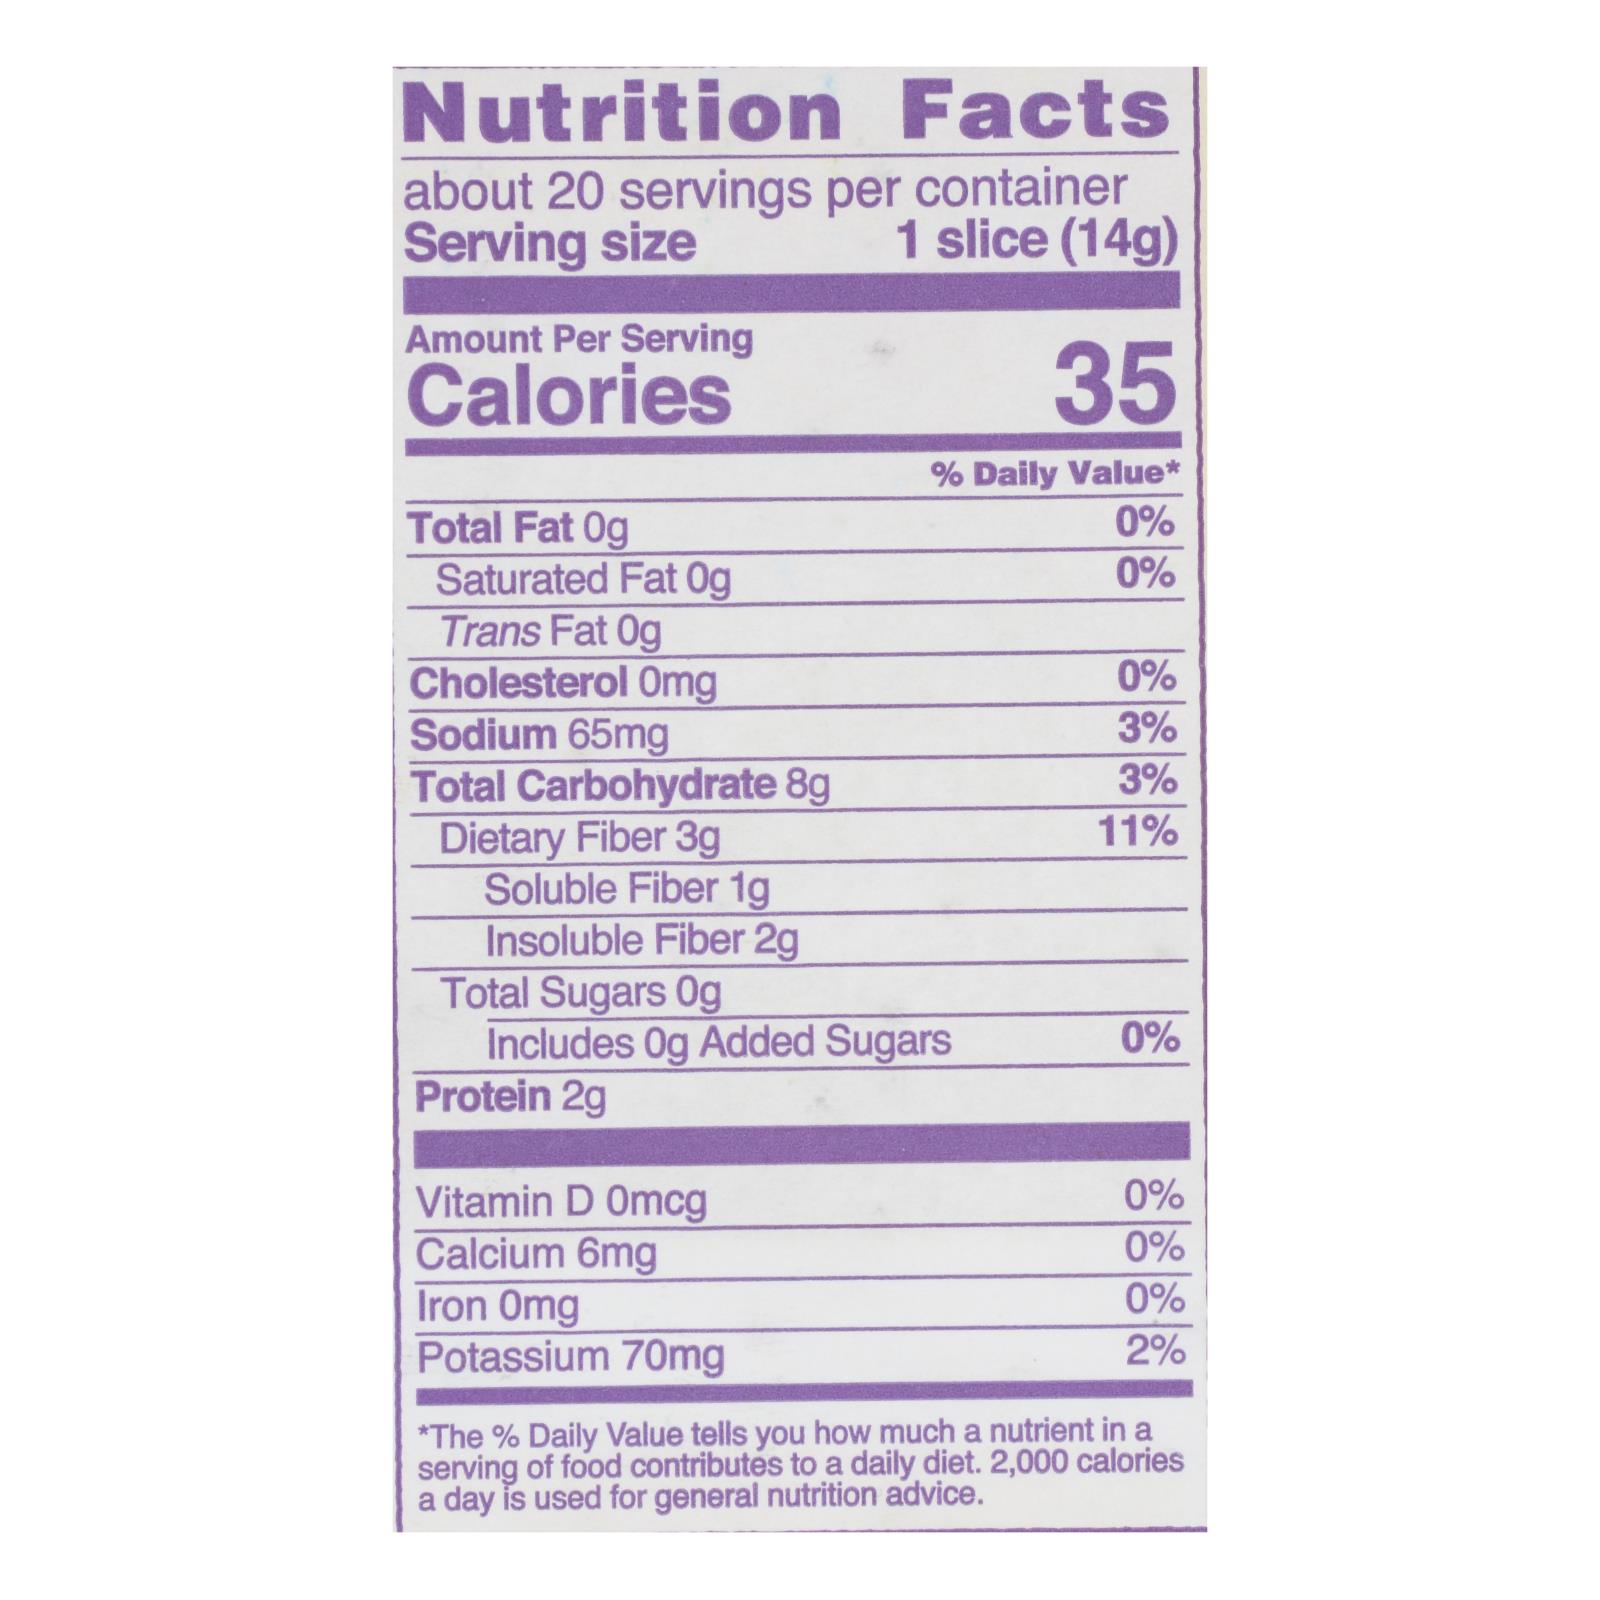 Nutrition Facts
about 20 servings per container
Serving size 1 slice (14g)
Amount Per Serving
Calories 35
% Daily Value*
Total Fat 0g 0%
Saturated Fat 0g 0%
Trans Fat 0g
Cholesterol 0mg 0%
Sodium 65mg 3%
Total Carbohydrate 8g 3%
Dietary Fiber 3g 11%
Soluble Fiber 1g
Insoluble Fiber 2g
Total Sugars 0g
Includes 0g Added Sugars 0%
Protein 2g
Vitamin D 0mcg 0%
Calcium 6mg 0%
Iron 0mg 0%
Potassium 70mg 2%
*The % Daily Value tells you how much a nutrient in a
serving of food contributes to a daily diet. 2,000 calories
a day is used for general nutrition advice.